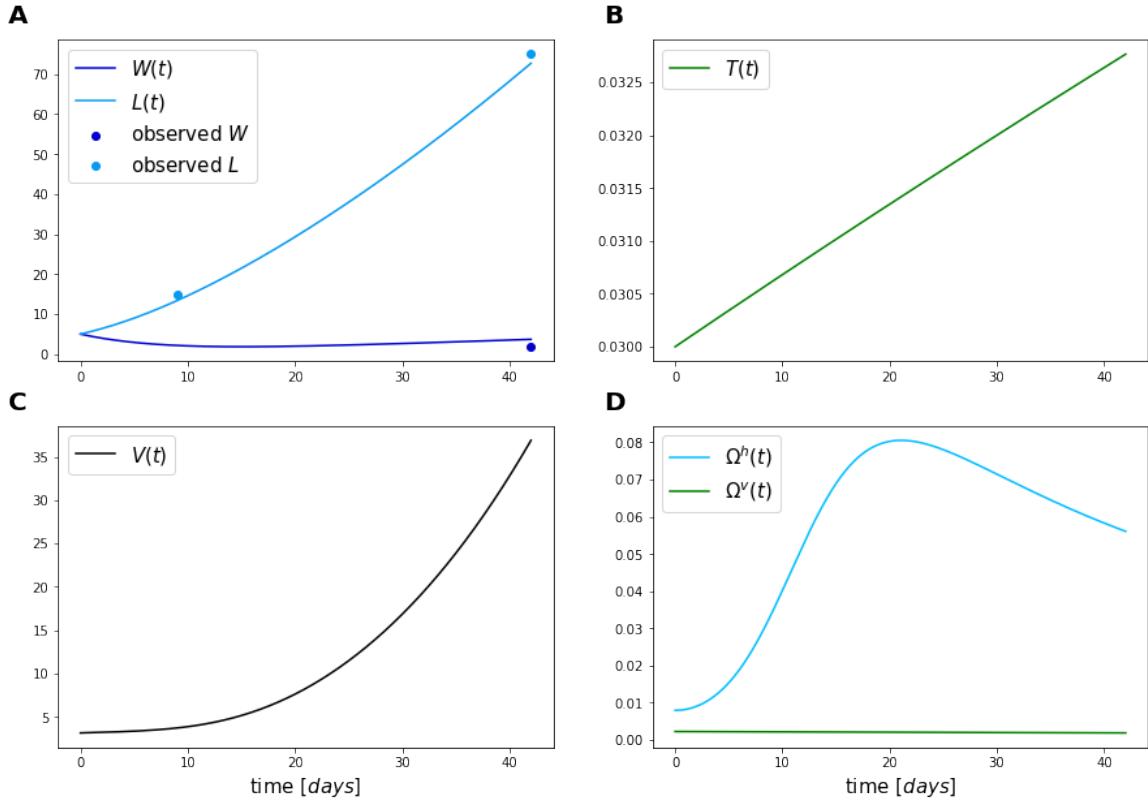 A
W(t)
L(t)
observed W
observed L
70
60
50
40
30
20
10
0
0 10 20 30 40
B
T(t)
0.0325
0.0320
0.0315
0.0310
0.0305
0.0300
0 10 20 30 40
C
V(t)
35
30
25
20
15
10
5
0 10 20 30 40
time [days]
D
Ωʰ(t)
Ωᵛ(t)
0.08
0.07
0.06
0.05
0.04
0.03
0.02
0.01
0.00
0 10 20 30 40
time [days]